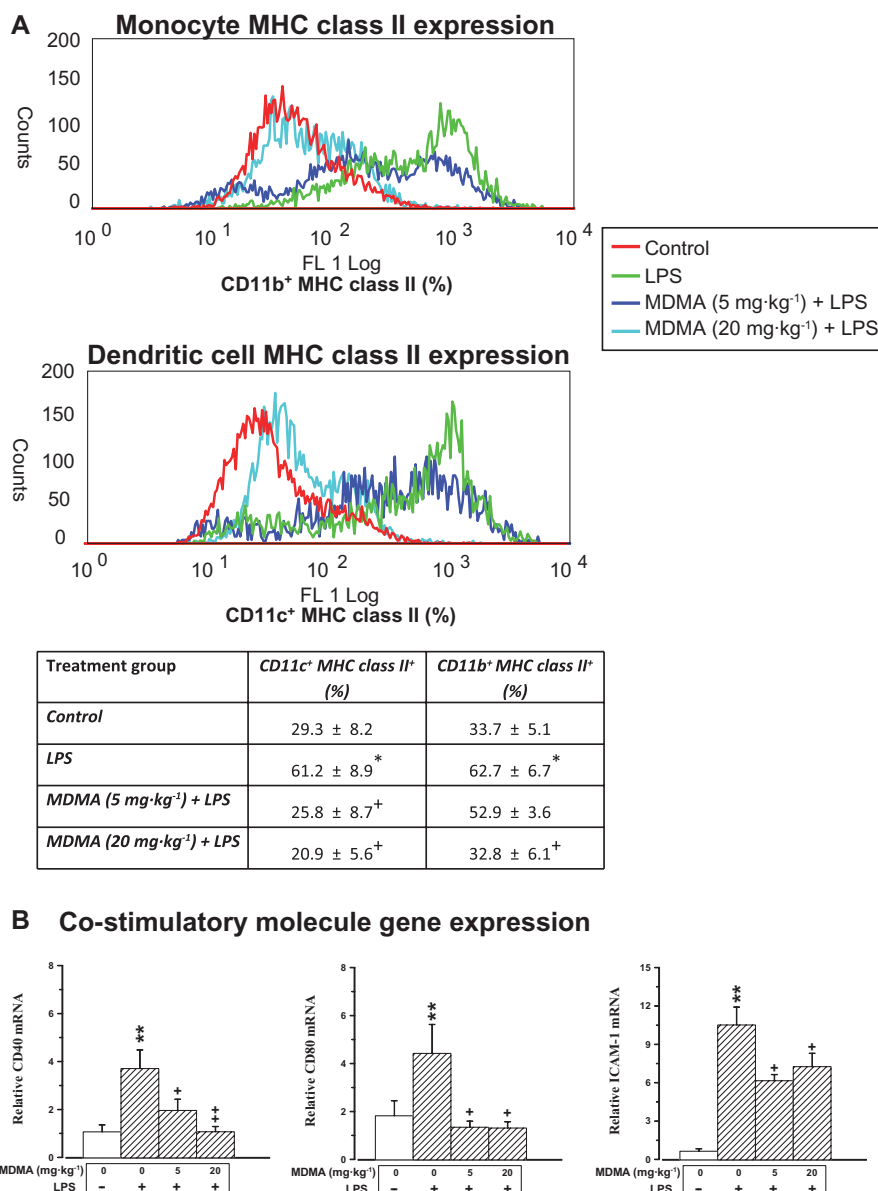 A Monocyte MHC class II expression
200
150
100
50
0
Counts
10^0 10^1 10^2 10^3 10^4
FL 1 Log
CD11b⁺ MHC class II (%)
Control
LPS
MDMA (5 mg·kg⁻¹) + LPS
MDMA (20 mg·kg⁻¹) + LPS
Dendritic cell MHC class II expression
200
150
100
50
0
Counts
10^0 10^1 10^2 10^3 10^4
FL 1 Log
CD11c⁺ MHC class II (%)
Treatment group CD11c⁺ MHC class II⁺ (%) CD11b⁺ MHC class II⁺ (%)
Control 29.3 ± 8.2 33.7 ± 5.1
LPS 61.2 ± 8.9* 62.7 ± 6.7*
MDMA (5 mg·kg⁻¹) + LPS 25.8 ± 8.7⁺ 52.9 ± 3.6
MDMA (20 mg·kg⁻¹) + LPS 20.9 ± 5.6⁺ 32.8 ± 6.1⁺
B Co-stimulatory molecule gene expression
Relative CD40 mRNA
8
6
4
2
0
**
+
++
MDMA (mg·kg⁻¹) 0 0 5 20
LPS - + + +
Relative CD80 mRNA
8
6
4
2
0
**
+
+
MDMA (mg·kg⁻¹) 0 0 5 20
LPS - + + +
Relative ICAM-1 mRNA
15
12
9
6
3
0
**
+
+
MDMA (mg·kg⁻¹) 0 0 5 20
LPS - + + +